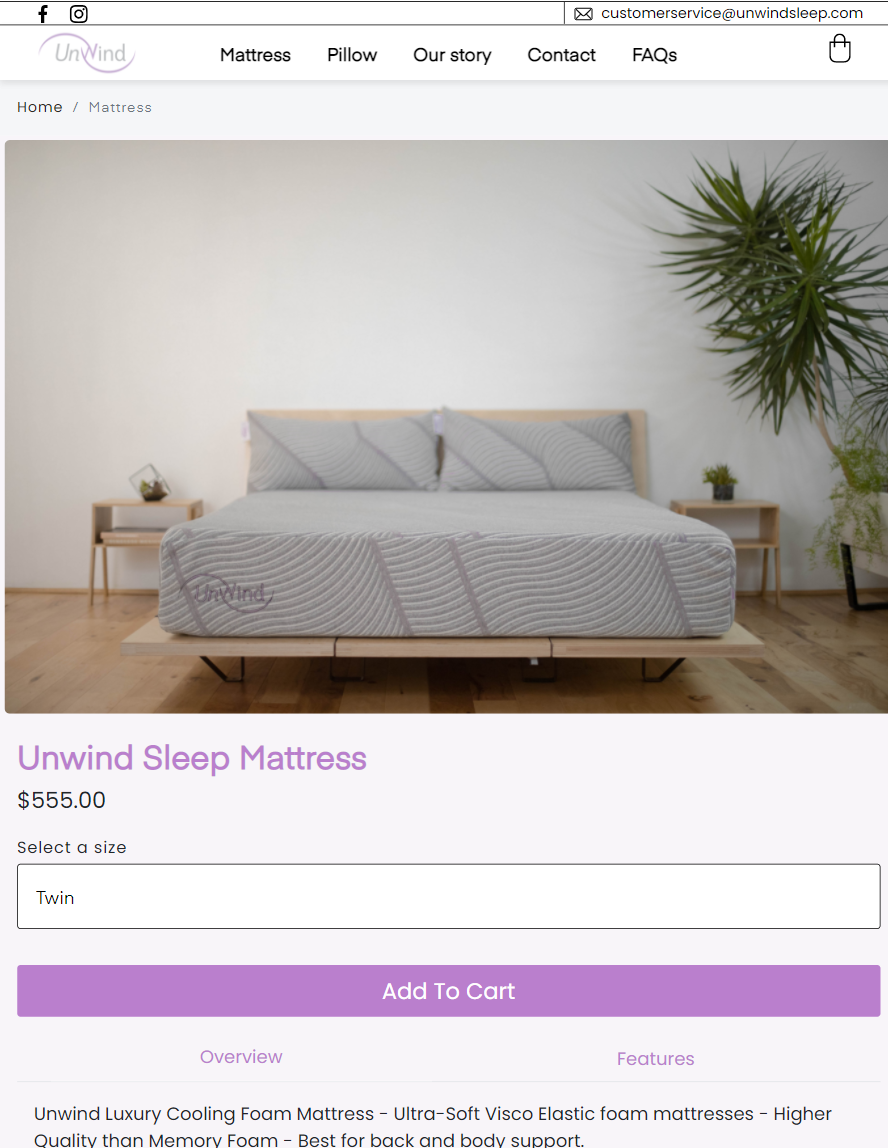 customerservice@unwindsleep.com
UnWind
Mattress Pillow Our story Contact FAQs
Home / Mattress
UnWind
Unwind Sleep Mattress
$555.00
Select a size
Twin
Add To Cart
Overview Features
Unwind Luxury Cooling Foam Mattress - Ultra-Soft Visco Elastic foam mattresses - Higher
Quality than Memory Foam - Best for back and body support.